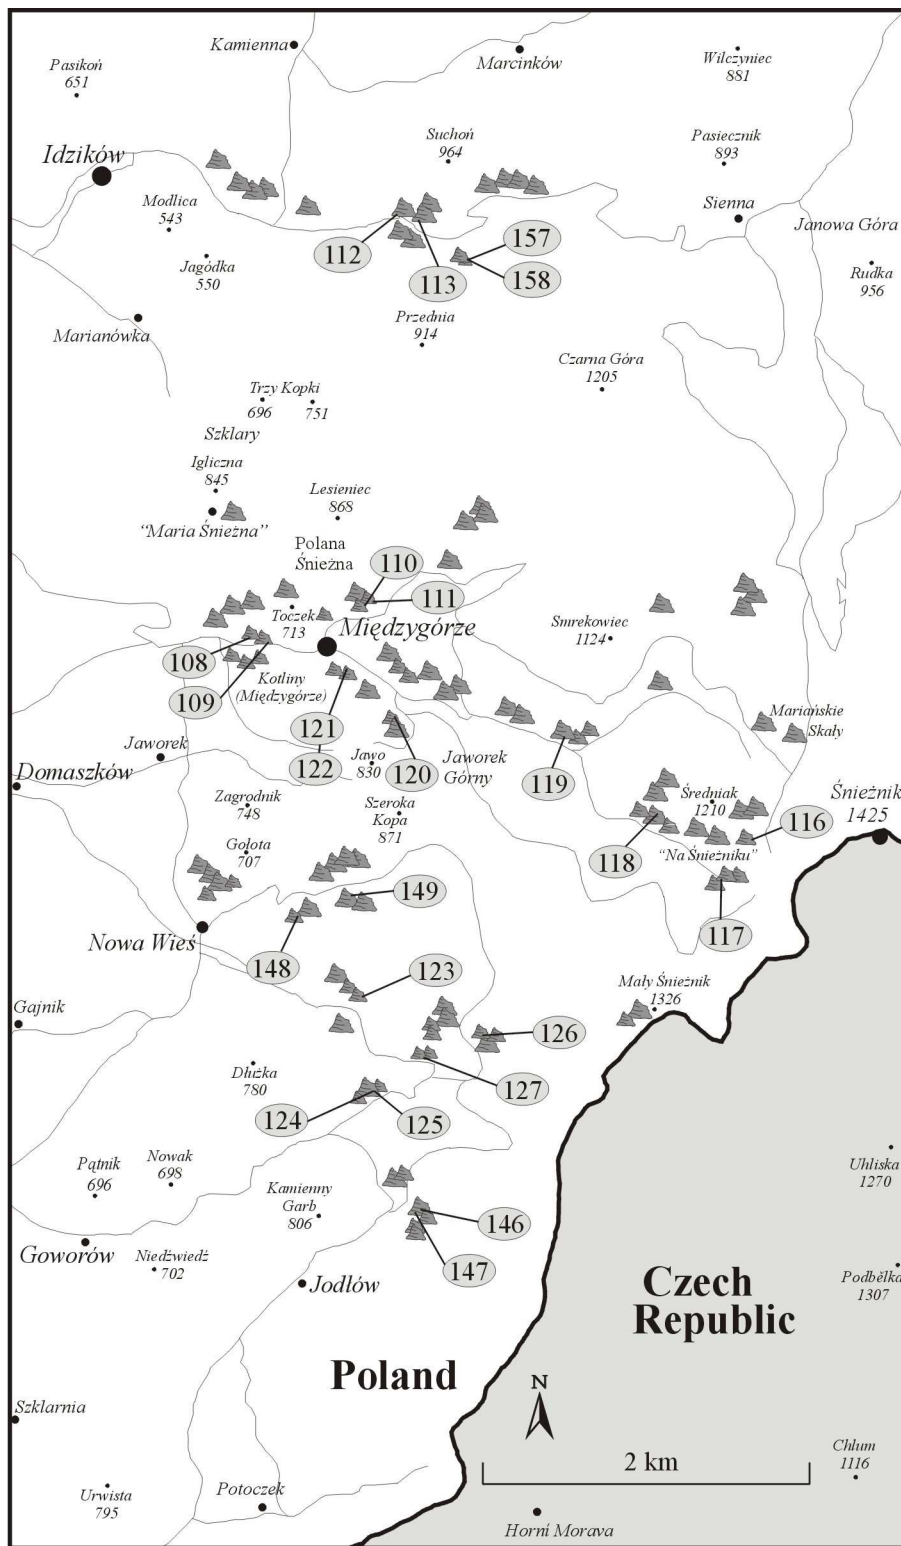 Kamienna
Marcinków
Pasikoń
651
Wilczyniec
881
Idzików
Suchoń
964
Pasiecznik
893
Modlica
543
Sienna
Janowa Góra
112
157
Jagódka
550
113
158
Rudka
956
Marianówka
Przednia
914
Czarna Góra
1205
Trzy Kopki
696
751
Szklary
Igliczna
845
Lesieniec
868
“Maria Śnieżna”
Polana
Śnieżna
110
111
Toczek
713
Międzygórze
Smrekowiec
1124
108
109
Kotliny
(Międzygórze)
121
122
Mariańskie
Skały
Jaworek
Jawo
830
120
Jaworek
Górny
119
Domaszków
Zagrodnik
748
Szeroka
Kopa
871
Średniak
1210
Śnieżnik
1425
116
Gołota
707
118
“Na Śnieżniku”
149
117
Nowa Wieś
148
123
Mały Śnieżnik
1326
Gajnik
126
Dłużka
780
127
124
125
Pątnik
696
Nowak
698
Kamienny
Garb
806
Uhliska
1270
146
Goworów
Niedźwiedź
702
147
Jodłów
Czech
Republic
Podbělka
1307
Poland
N
Szklarnia
2 km
Chlum
1116
Urwista
795
Potoczek
Horní Morava